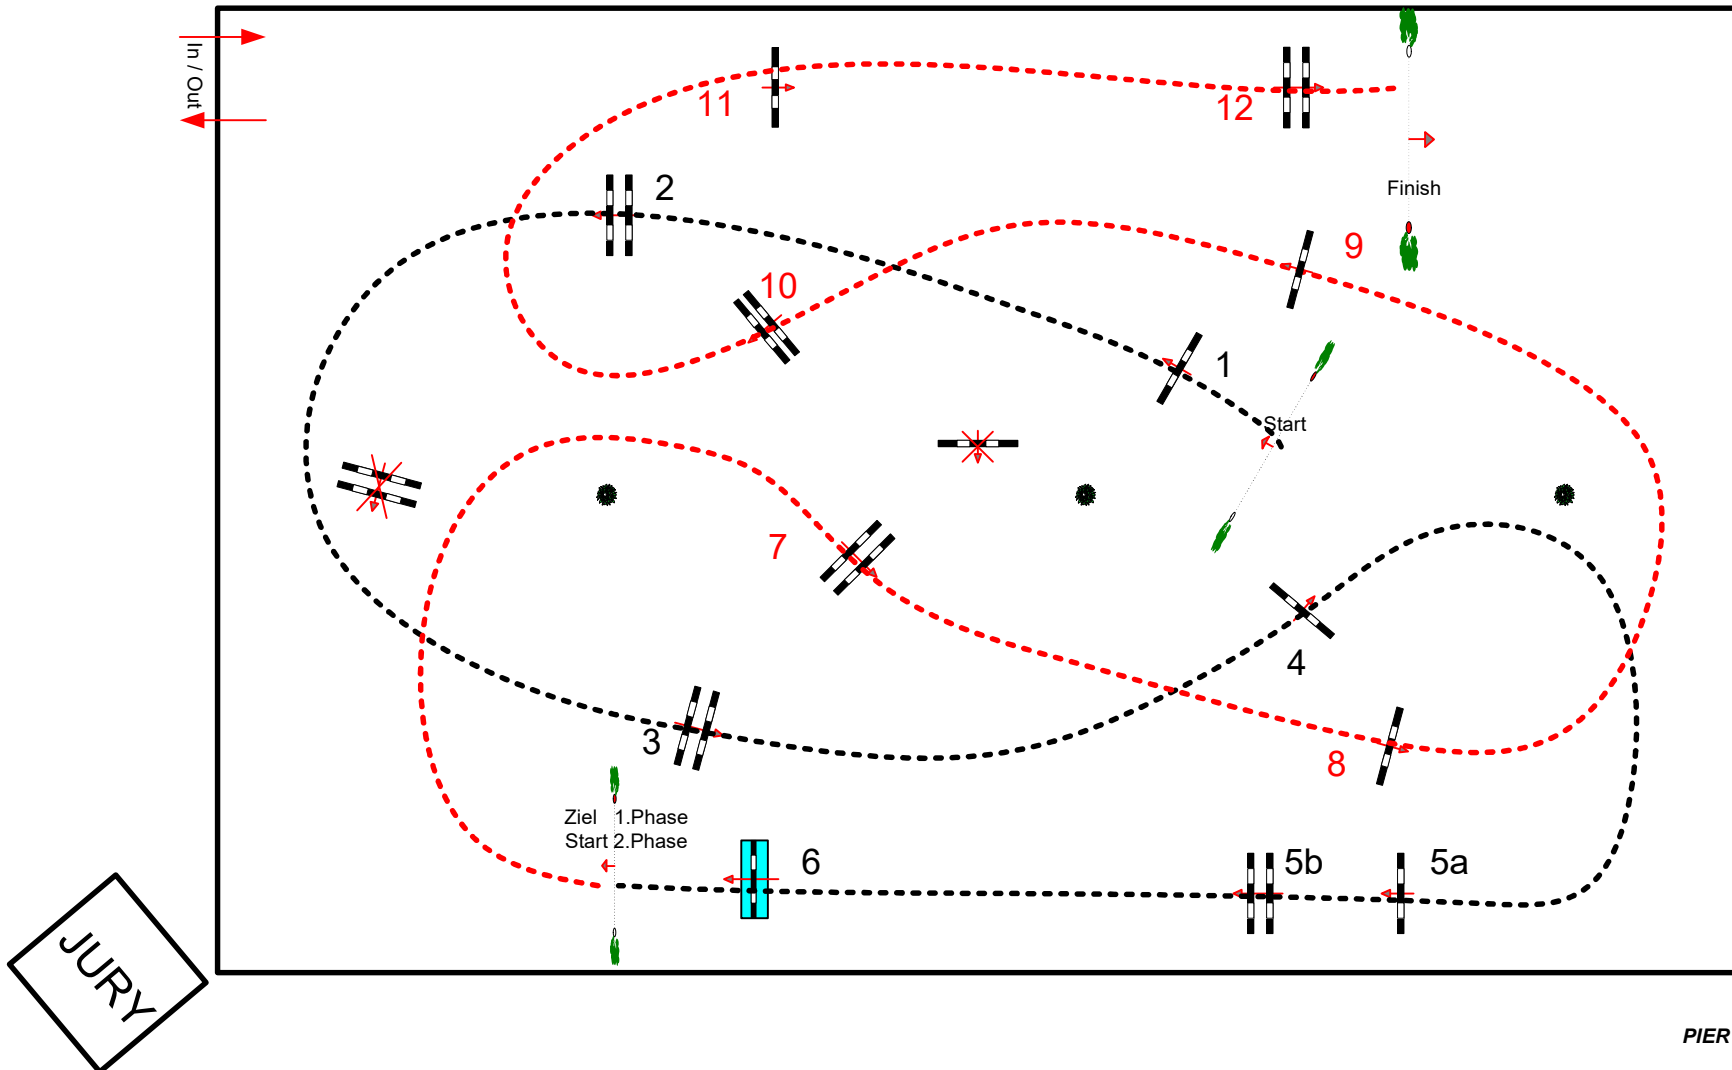 In / Out
11
12
2
Finish
9
10
1
Start
7
4
3
8
Ziel 1.Phase
Start 2.Phase
6
5b
5a
JURY
PIER